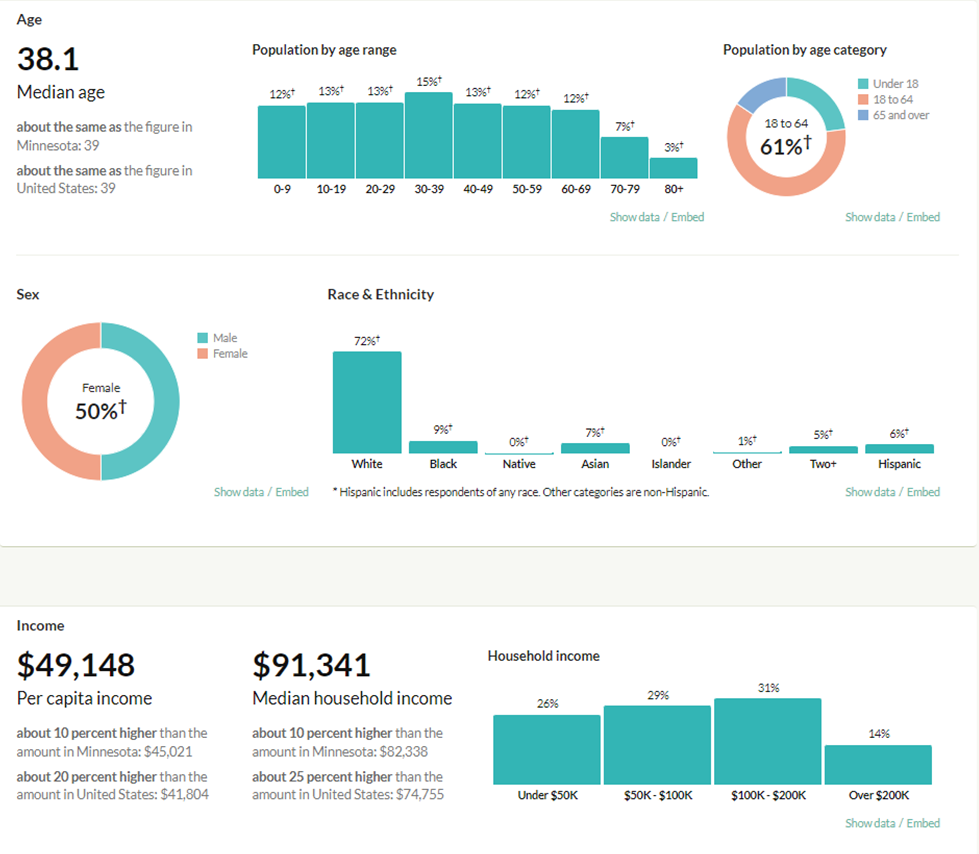 Age
38.1
Median age
about the same as the figure in
Minnesota: 39
about the same as the figure in
United States: 39
Population by age range
12%† 13%† 13%† 15%† 13%† 12%† 12%† 7%† 3%†
0-9 10-19 20-29 30-39 40-49 50-59 60-69 70-79 80+
Show data / Embed
Population by age category
18 to 64
61%†
Under 18
18 to 64
65 and over
Show data / Embed
Sex
Female
50%†
Male
Female
Show data / Embed
Race & Ethnicity
72%† 9%† 0%† 7%† 0%† 1%† 5%† 6%†
White Black Native Asian Islander Other Two+ Hispanic
* Hispanic includes respondents of any race. Other categories are non-Hispanic.
Show data / Embed
Income
$49,148
Per capita income
about 10 percent higher than the
amount in Minnesota: $45,021
about 20 percent higher than the
amount in United States: $41,804
$91,341
Median household income
about 10 percent higher than the
amount in Minnesota: $82,338
about 25 percent higher than the
amount in United States: $74,755
Household income
26% 29% 31% 14%
Under $50K $50K - $100K $100K - $200K Over $200K
Show data / Embed